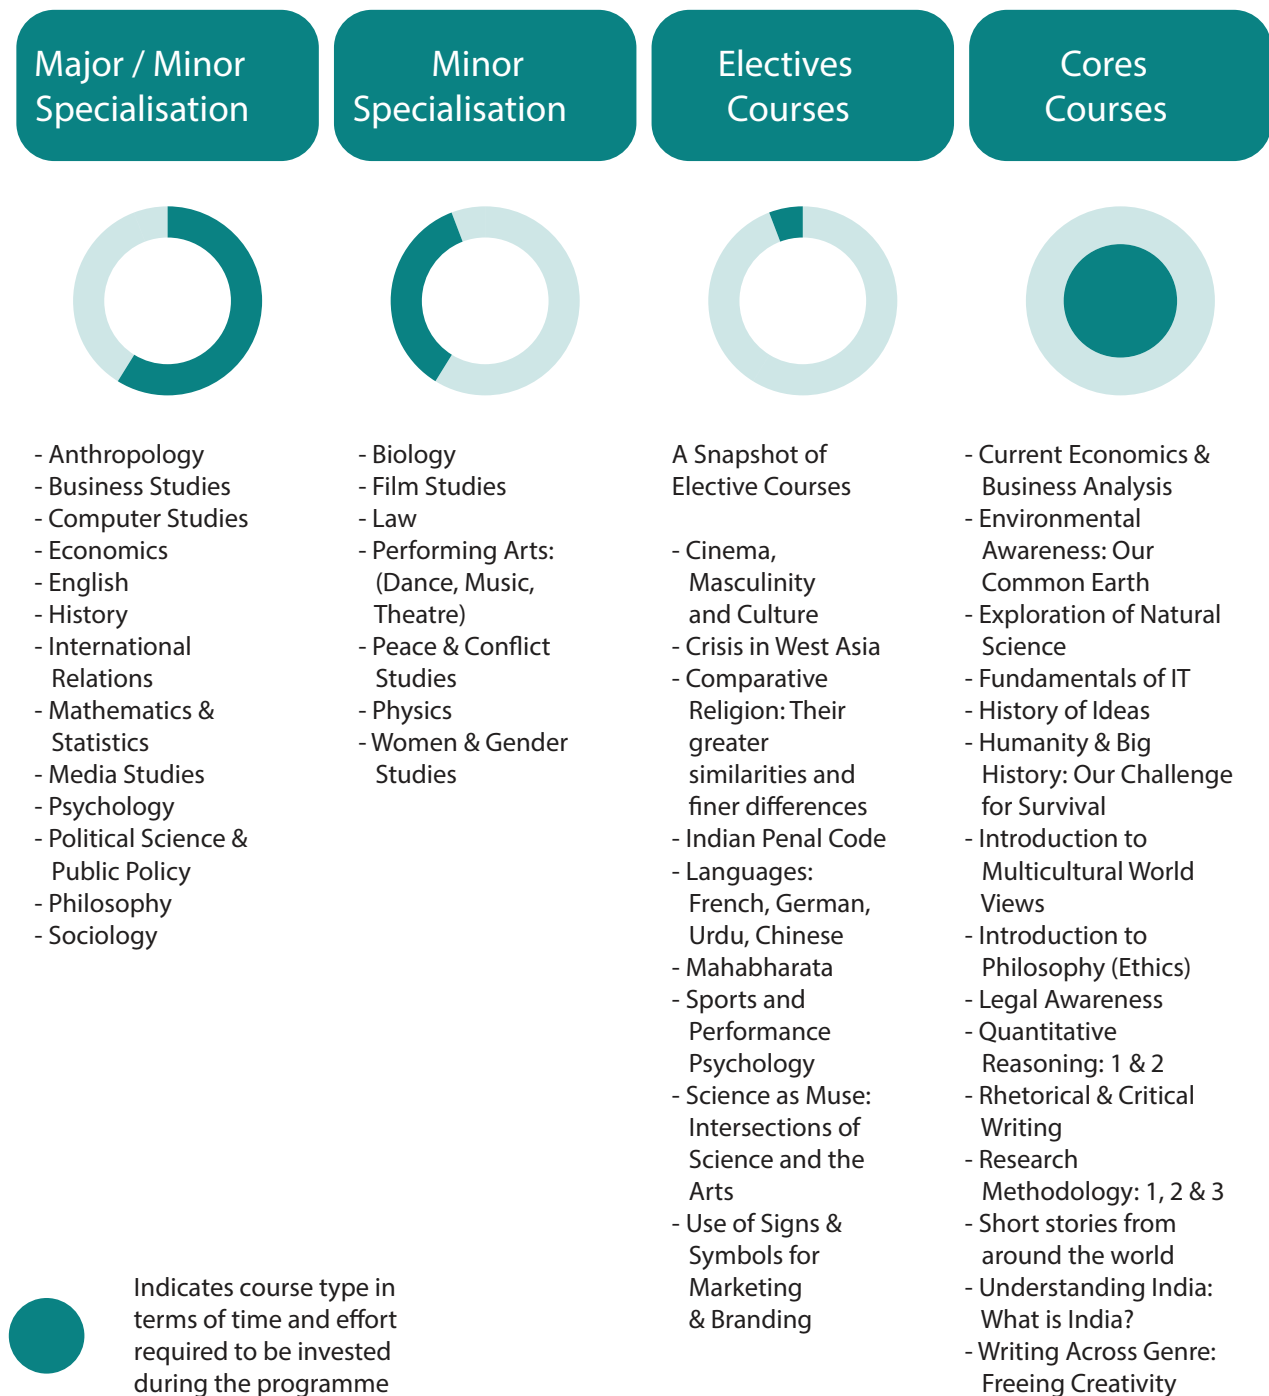 Major / Minor
Specialisation
Minor
Specialisation
Electives
Courses
Cores
Courses
- Anthropology
- Business Studies
- Computer Studies
- Economics
- English
- History
- International
Relations
- Mathematics &
Statistics
- Media Studies
- Psychology
- Political Science &
Public Policy
- Philosophy
- Sociology
- Biology
- Film Studies
- Law
- Performing Arts:
(Dance, Music,
Theatre)
- Peace & Conflict
Studies
- Physics
- Women & Gender
Studies
A Snapshot of
Elective Courses
- Cinema,
Masculinity
and Culture
- Crisis in West Asia
- Comparative
Religion: Their
greater
similarities and
finer differences
- Indian Penal Code
- Languages:
French, German,
Urdu, Chinese
- Mahabharata
- Sports and
Performance
Psychology
- Science as Muse:
Intersections of
Science and the
Arts
- Use of Signs &
Symbols for
Marketing
& Branding
- Current Economics &
Business Analysis
- Environmental
Awareness: Our
Common Earth
- Exploration of Natural
Science
- Fundamentals of IT
- History of Ideas
- Humanity & Big
History: Our Challenge
for Survival
- Introduction to
Multicultural World
Views
- Introduction to
Philosophy (Ethics)
- Legal Awareness
- Quantitative
Reasoning: 1 & 2
- Rhetorical & Critical
Writing
- Research
Methodology: 1, 2 & 3
- Short stories from
around the world
- Understanding India:
What is India?
- Writing Across Genre:
Freeing Creativity
Indicates course type in
terms of time and effort
required to be invested
during the programme